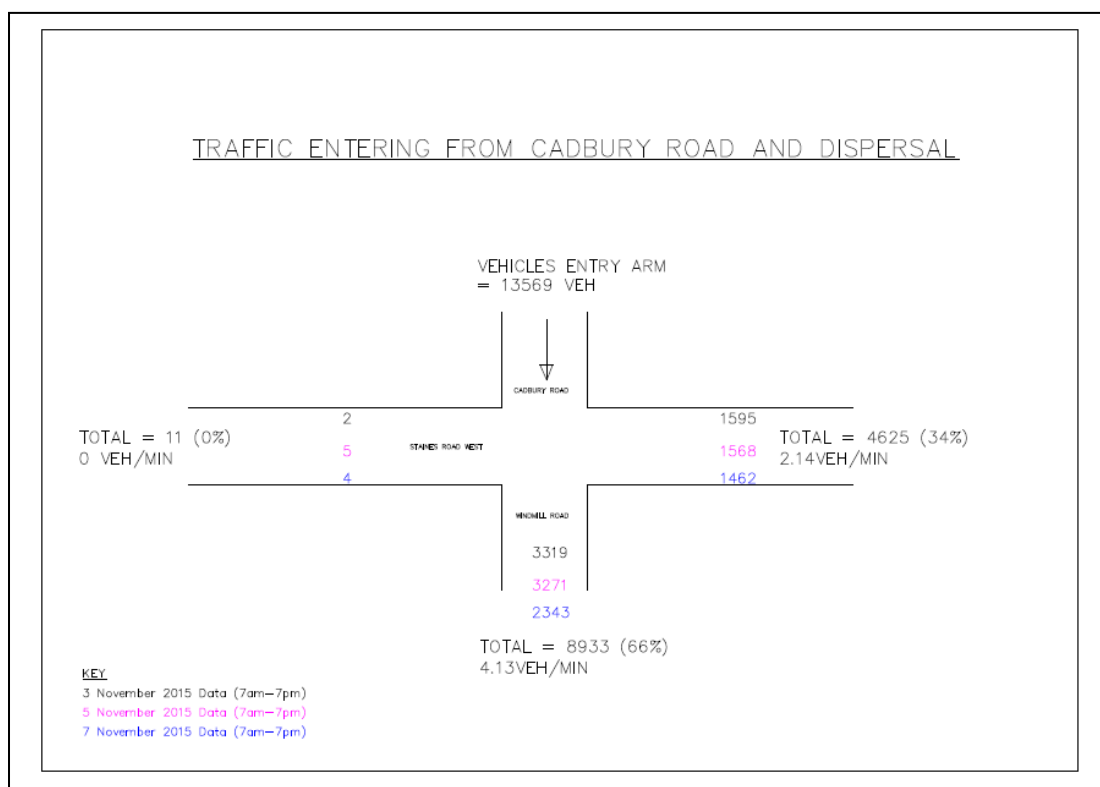 TRAFFIC ENTERING FROM CADBURY ROAD AND DISPERSAL
VEHICLES ENTRY ARM
= 13569 VEH
CADBURY ROAD
2
5
4
TOTAL = 11 (0%)
0 VEH/MIN
STAINES ROAD WEST
1595
1568
1462
TOTAL = 4625 (34%)
2.14VEH/MIN
WINDMILL ROAD
3319
3271
2343
TOTAL = 8933 (66%)
4.13VEH/MIN
KEY
3 November 2015 Data (7am-7pm)
5 November 2015 Data (7am-7pm)
7 November 2015 Data (7am-7pm)